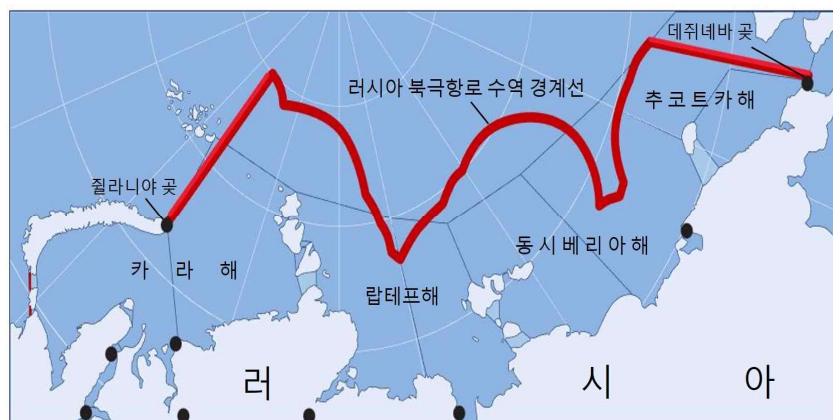 데쥐녜바 곶
러시아 북극항로 수역 경계선
추 코 트 카 해
쥘라니야 곶
동 시 베 리 아 해
카 라 해
랍테프해
러 시 아